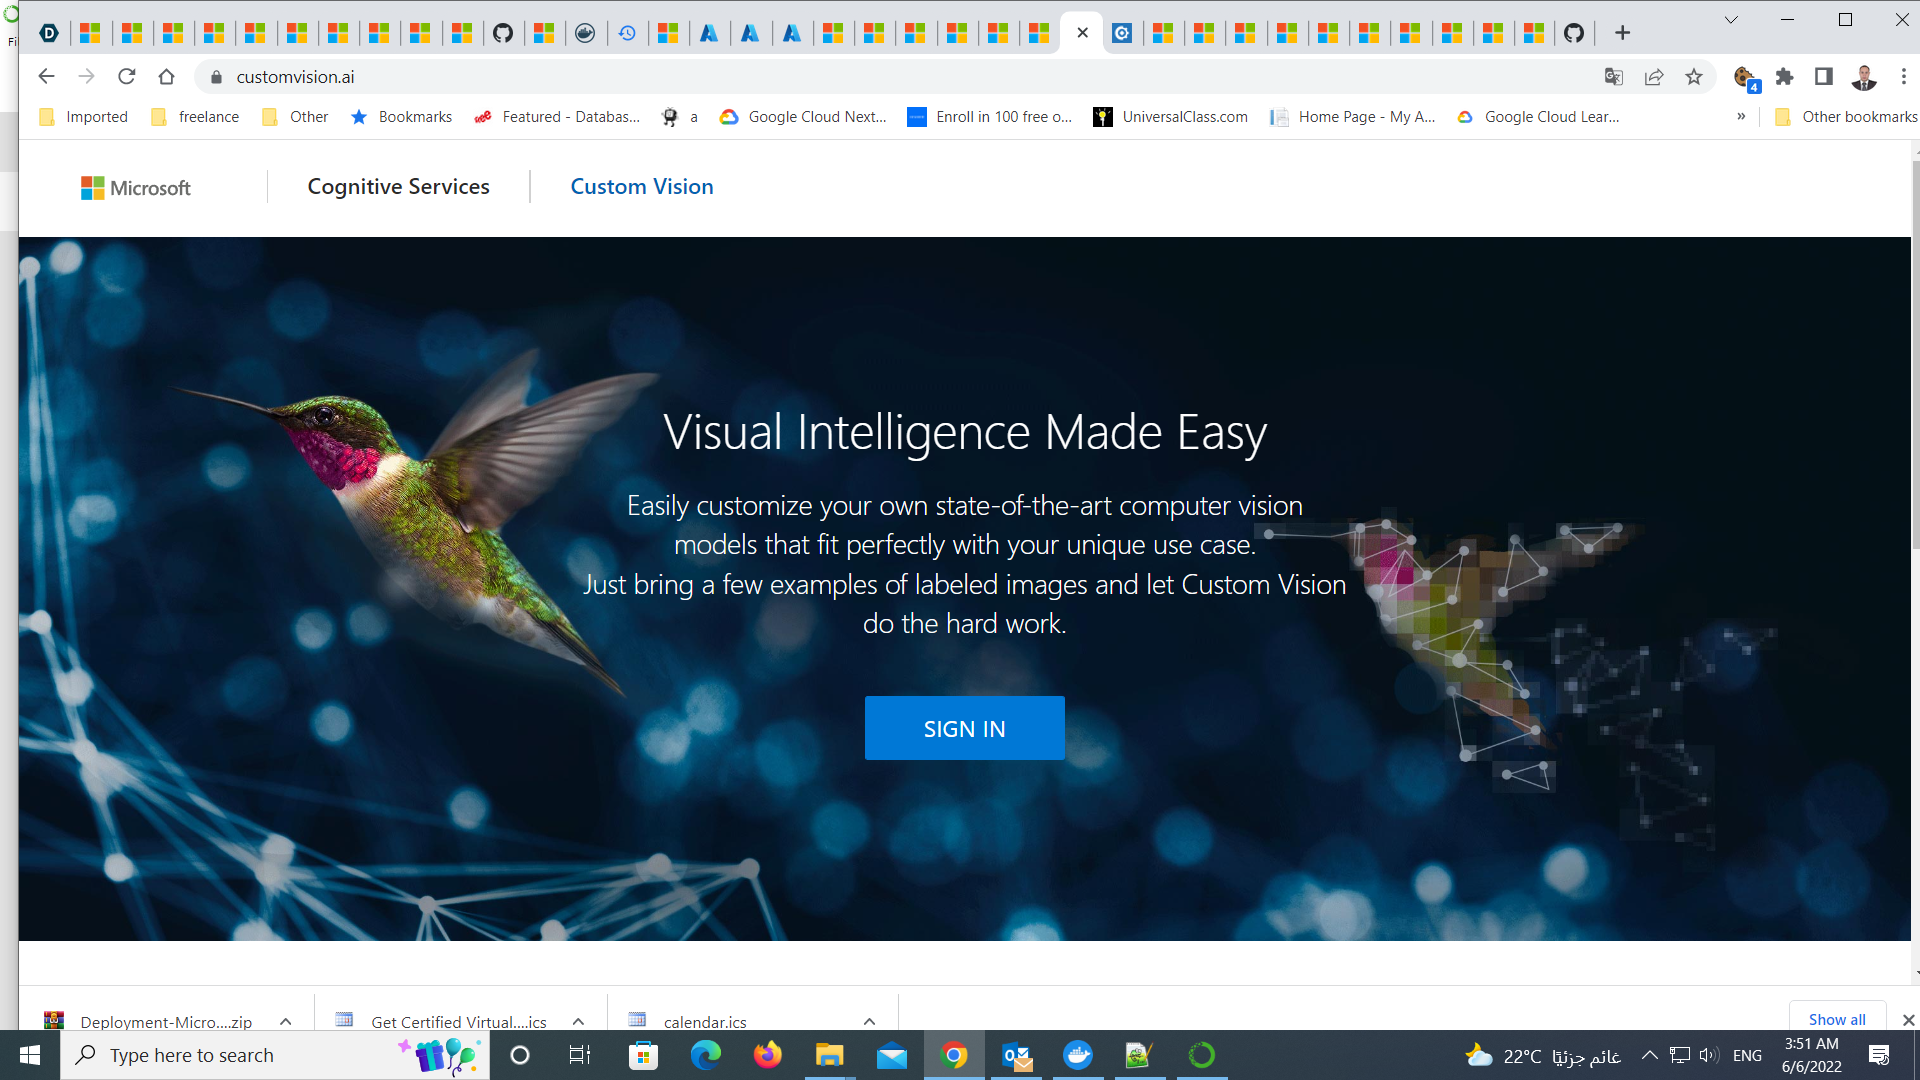 customvision.ai
4
Imported
freelance
Other
Bookmarks
Featured - Databas...
a
Google Cloud Next...
Enroll in 100 free o...
UniversalClass.com
Home Page - My A...
Google Cloud Lear...
»
Other bookmarks
Microsoft
Cognitive Services
Custom Vision
Visual Intelligence Made Easy
Easily customize your own state-of-the-art computer vision
models that fit perfectly with your unique use case.
Just bring a few examples of labeled images and let Custom Vision
do the hard work.
SIGN IN
Deployment-Micro....zip
Get Certified Virtual....ics
calendar.ics
Show all
Type here to search
22°C غائم جزئيًا
ENG
3:51 AM
6/6/2022